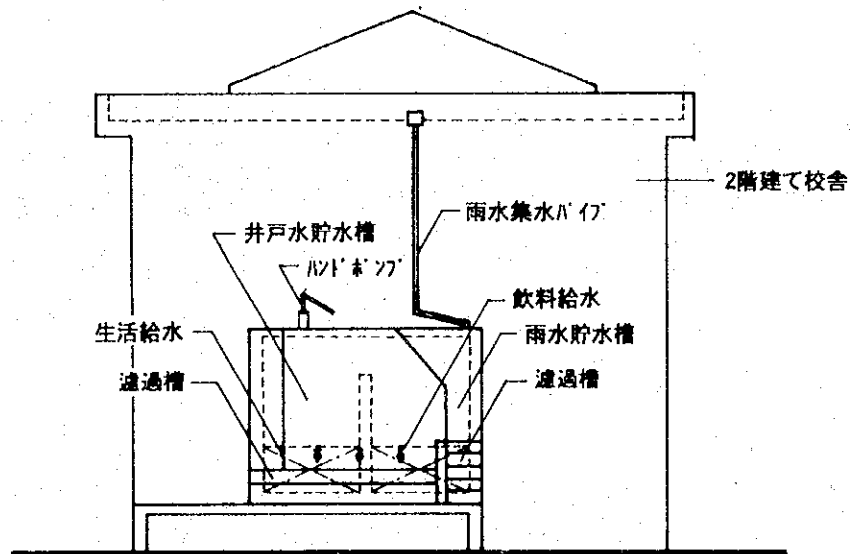 2階建て校舎
雨水集水パイプ
井戸水貯水槽
ハンドポンプ
飲料給水
生活給水
雨水貯水槽
濾過槽
濾過槽